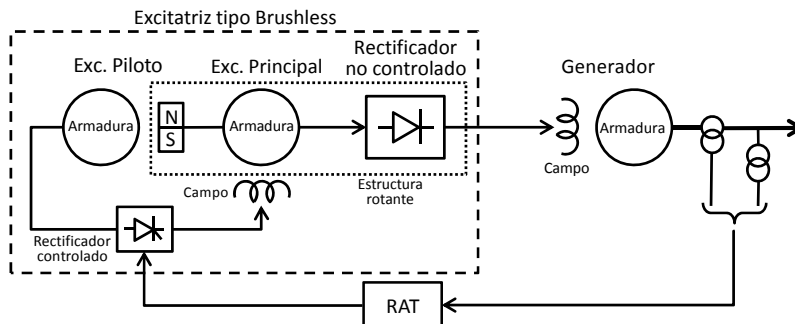 Excitatriz tipo Brushless
Exc. Piloto
Exc. Principal
Rectificador
no controlado
Generador
Armadura
N
S
Armadura
Armadura
Campo
Estructura
rotante
Campo
Rectificador
controlado
RAT